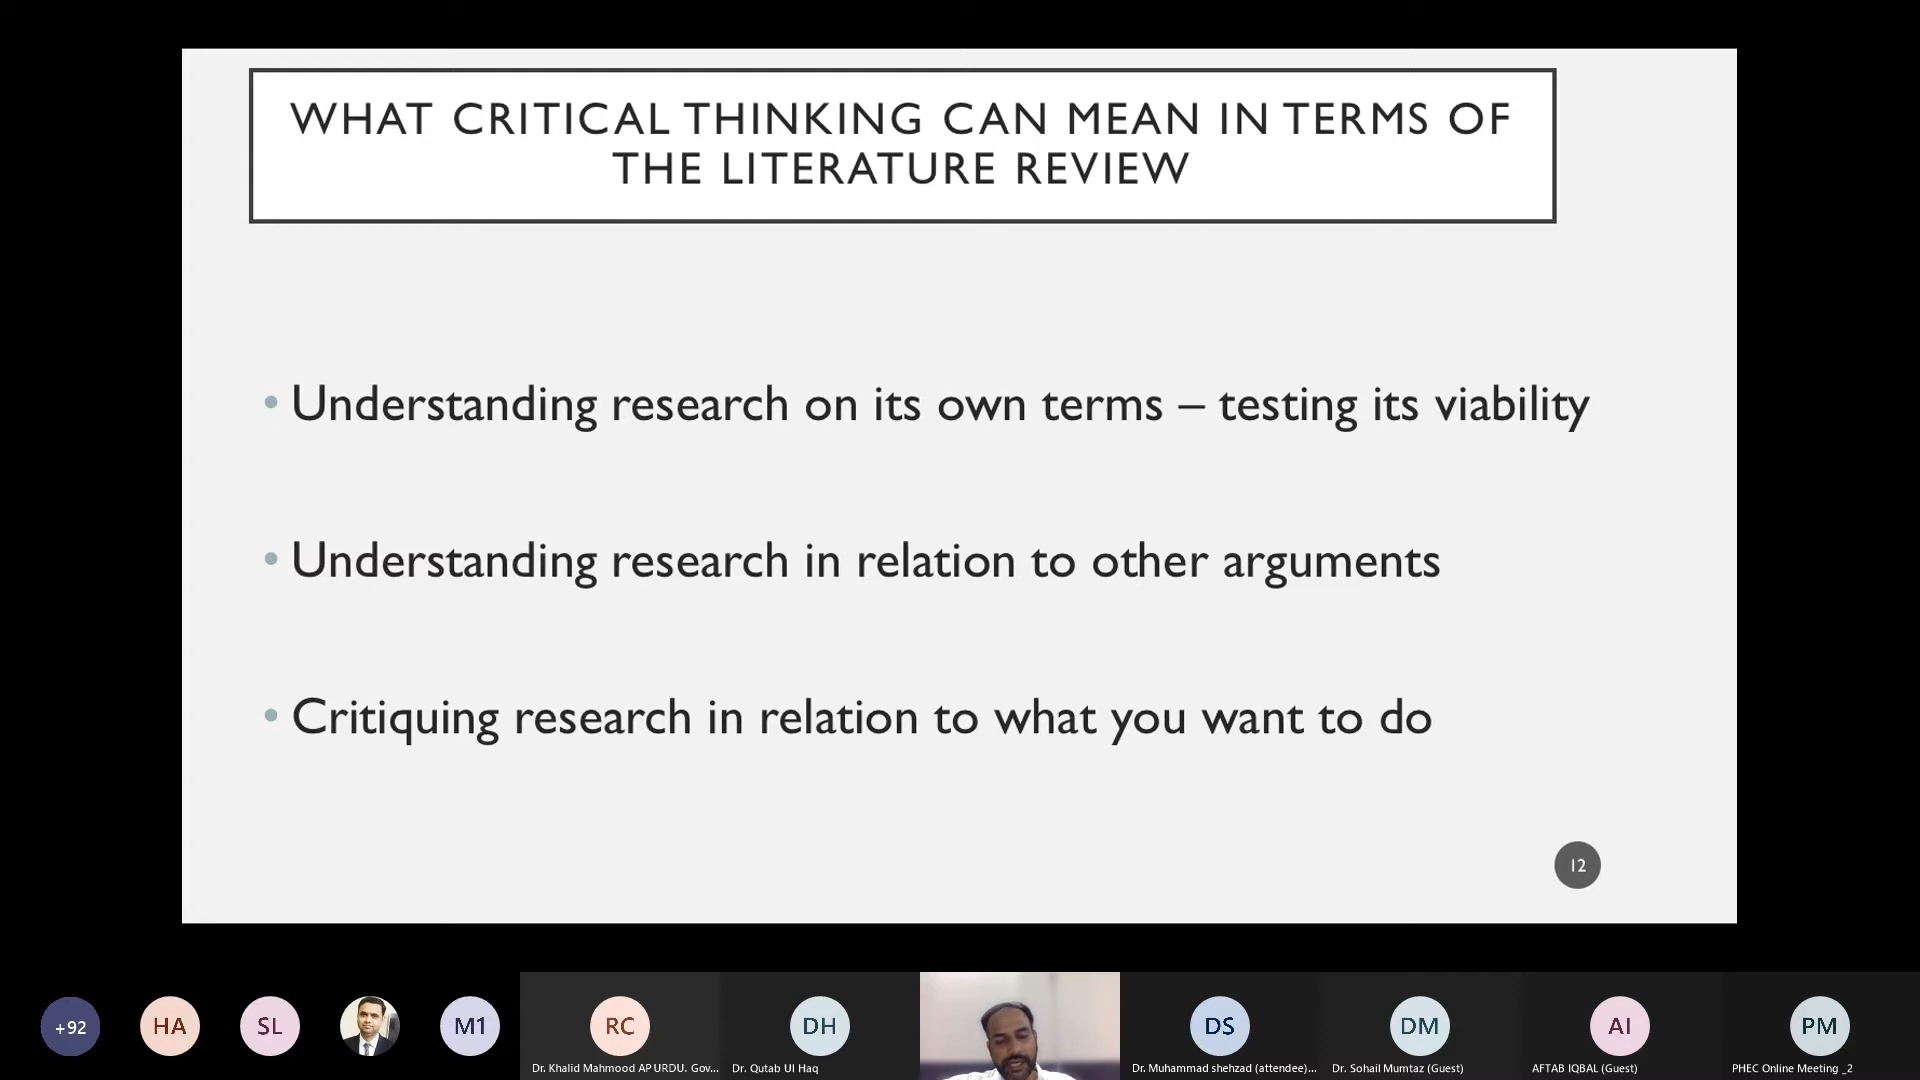 WHAT CRITICAL THINKING CAN MEAN IN TERMS OF
THE LITERATURE REVIEW
• Understanding research on its own terms – testing its viability
• Understanding research in relation to other arguments
• Critiquing research in relation to what you want to do
12
+92
HA
SL
M1
RC
DH
DS
DM
AI
PM
Dr. Khalid Mahmood AP URDU. Gov...
Dr. Qutab Ul Haq
Dr. Muhammad shehzad (attendee)...
Dr. Sohail Mumtaz (Guest)
AFTAB IQBAL (Guest)
PHEC Online Meeting _2